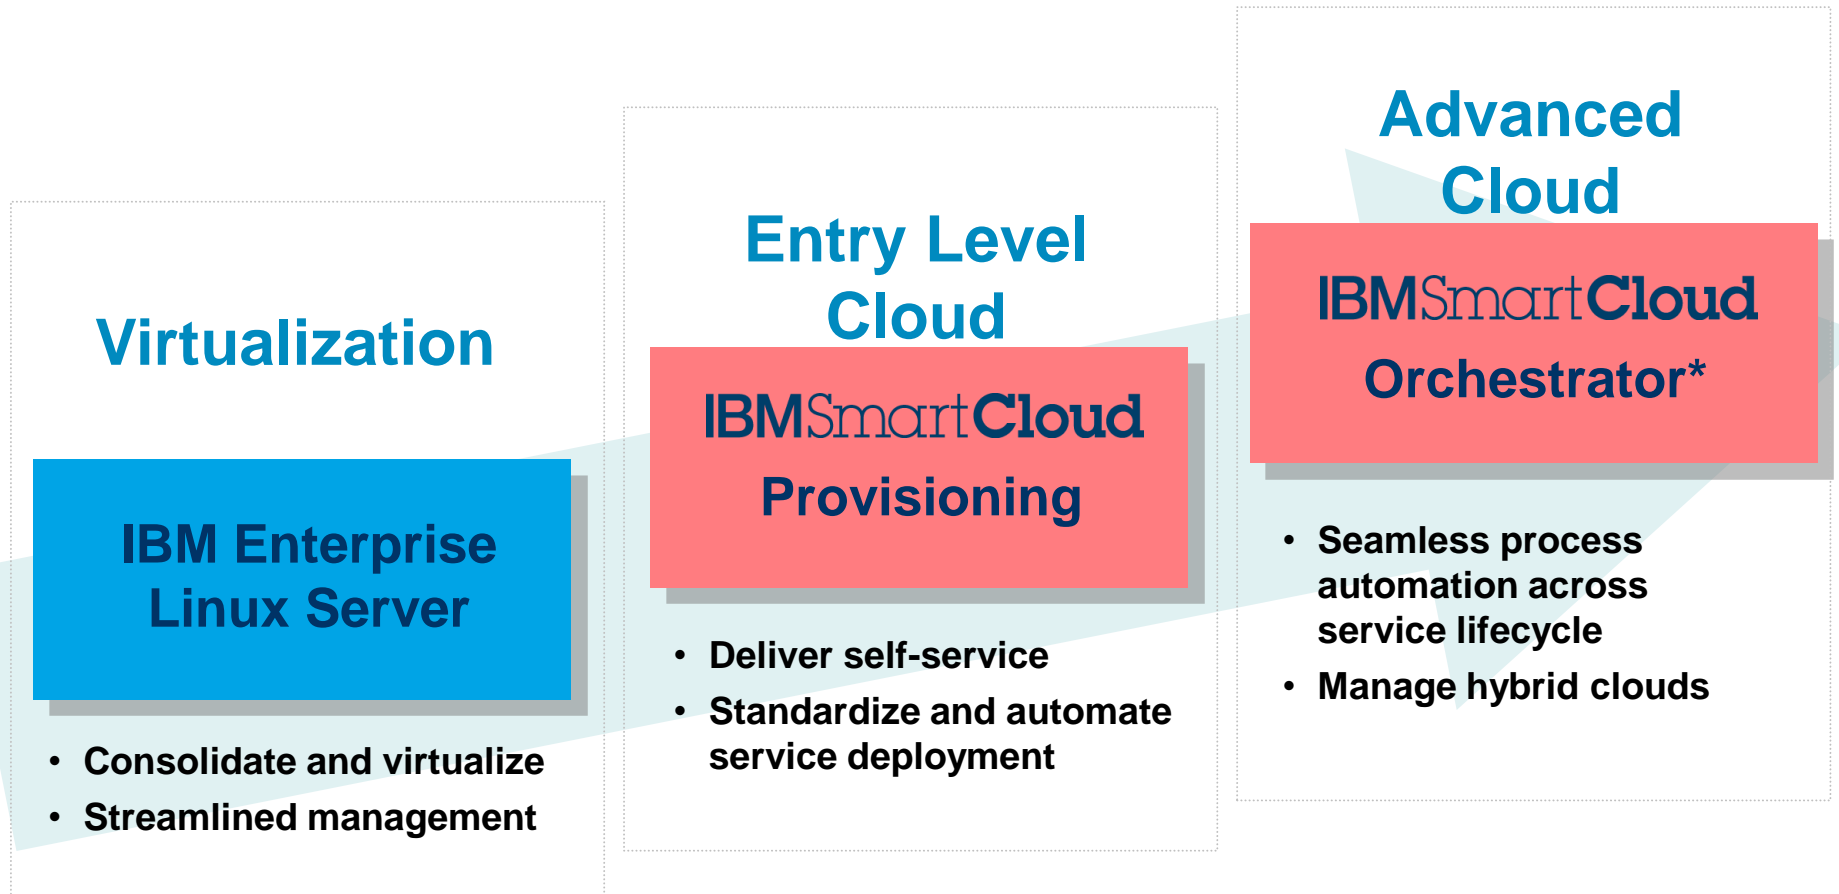 Virtualization
IBM Enterprise
Linux Server
• Consolidate and virtualize
• Streamlined management
Entry Level
Cloud
IBMSmartCloud
Provisioning
• Deliver self-service
• Standardize and automate
service deployment
Advanced
Cloud
IBMSmartCloud
Orchestrator*
• Seamless process
automation across
service lifecycle
• Manage hybrid clouds